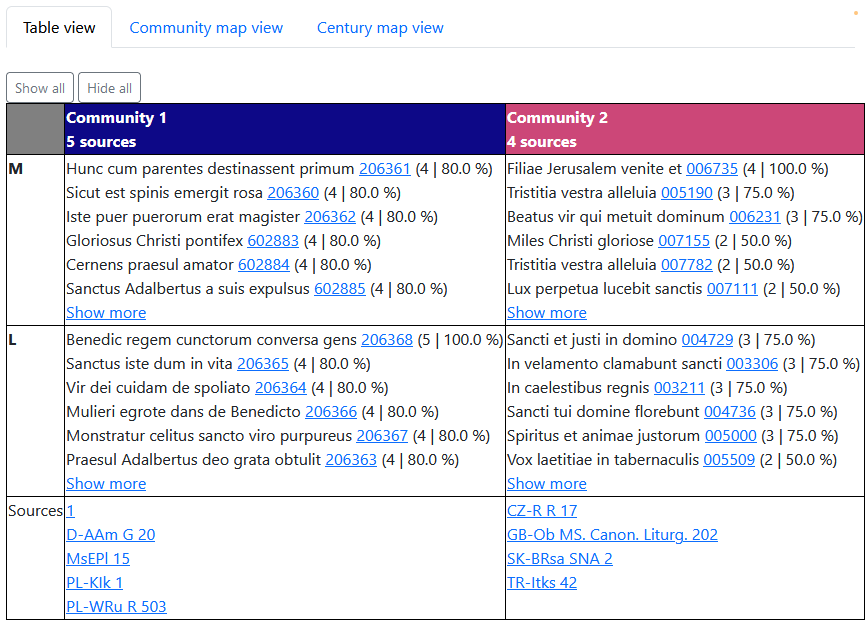 Table view Community map view Century map view
Show all Hide all
Community 1
5 sources
Community 2
4 sources
M
Hunc cum parentes destinassent primum 206361 (4 | 80.0 %)
Sicut est spinis emergit rosa 206360 (4 | 80.0 %)
Iste puer puerorum erat magister 206362 (4 | 80.0 %)
Gloriosus Christi pontifex 602883 (4 | 80.0 %)
Cernens praesul amator 602884 (4 | 80.0 %)
Sanctus Adalbertus a suis expulsus 602885 (4 | 80.0 %)
Show more
Filiae Jerusalem venite et 006735 (4 | 100.0 %)
Tristitia vestra alleluia 005190 (3 | 75.0 %)
Beatus vir qui metuit dominum 006231 (3 | 75.0 %)
Miles Christi gloriose 007155 (2 | 50.0 %)
Tristitia vestra alleluia 007782 (2 | 50.0 %)
Lux perpetua lucebit sanctis 007111 (2 | 50.0 %)
Show more
L
Benedic regem cunctorum conversa gens 206368 (5 | 100.0 %)
Sanctus iste dum in vita 206365 (4 | 80.0 %)
Vir dei cuidam de spoliato 206364 (4 | 80.0 %)
Mulieri egrote dans de Benedicto 206366 (4 | 80.0 %)
Monstratur celitus sancto viro purpureus 206367 (4 | 80.0 %)
Praesul Adalbertus deo grata obtulit 206363 (4 | 80.0 %)
Show more
Sancti et justi in domino 004729 (3 | 75.0 %)
In velamento clamabunt sancti 003306 (3 | 75.0 %)
In caelestibus regnis 003211 (3 | 75.0 %)
Sancti tui domine florebunt 004736 (3 | 75.0 %)
Spiritus et animae justorum 005000 (3 | 75.0 %)
Vox laetitiae in tabernaculis 005509 (2 | 50.0 %)
Show more
Sources
1
D-AAm G 20
MsEPl 15
PL-KIk 1
PL-WRu R 503
CZ-R R 17
GB-Ob MS. Canon. Liturg. 202
SK-BRsa SNA 2
TR-Itks 42